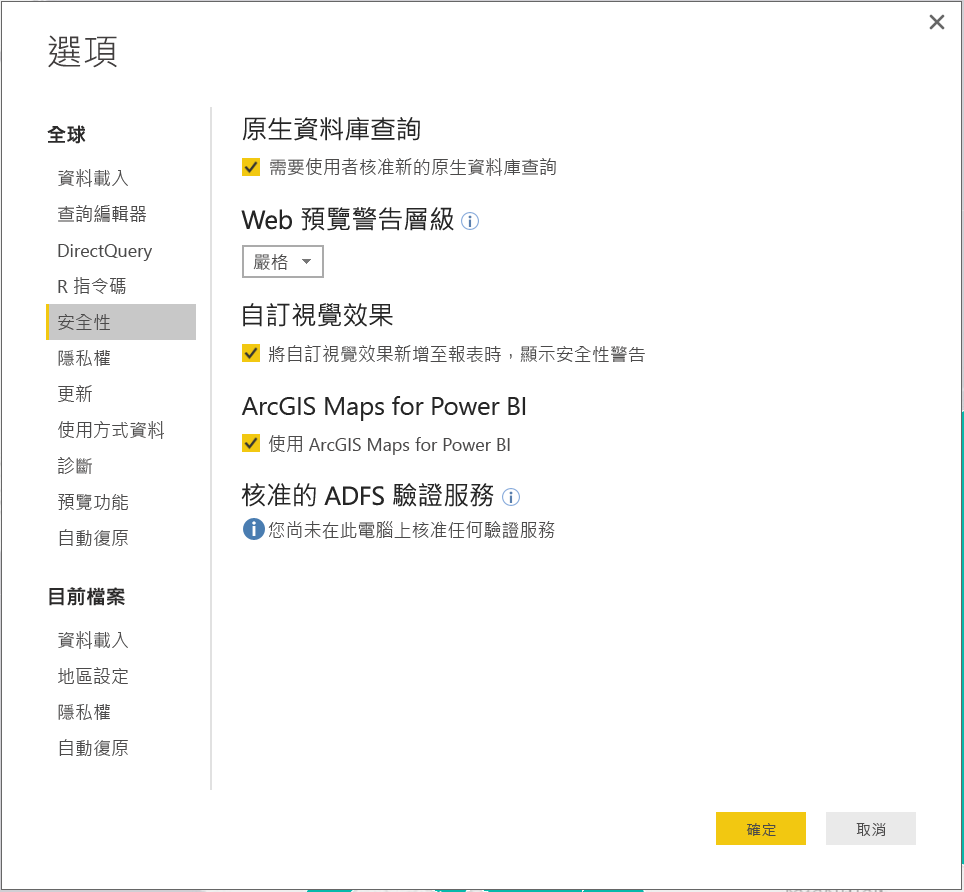 選項
全球
資料載入
查詢編輯器
DirectQuery
R 指令碼
安全性
隱私權
更新
使用方式資料
診斷
預覽功能
自動復原
目前檔案
資料載入
地區設定
隱私權
自動復原
原生資料庫查詢
需要使用者核准新的原生資料庫查詢
Web 預覽警告層級
嚴格
自訂視覺效果
將自訂視覺效果新增至報表時，顯示安全性警告
ArcGIS Maps for Power BI
使用 ArcGIS Maps for Power BI
核准的 ADFS 驗證服務
您尚未在此電腦上核准任何驗證服務
確定
取消